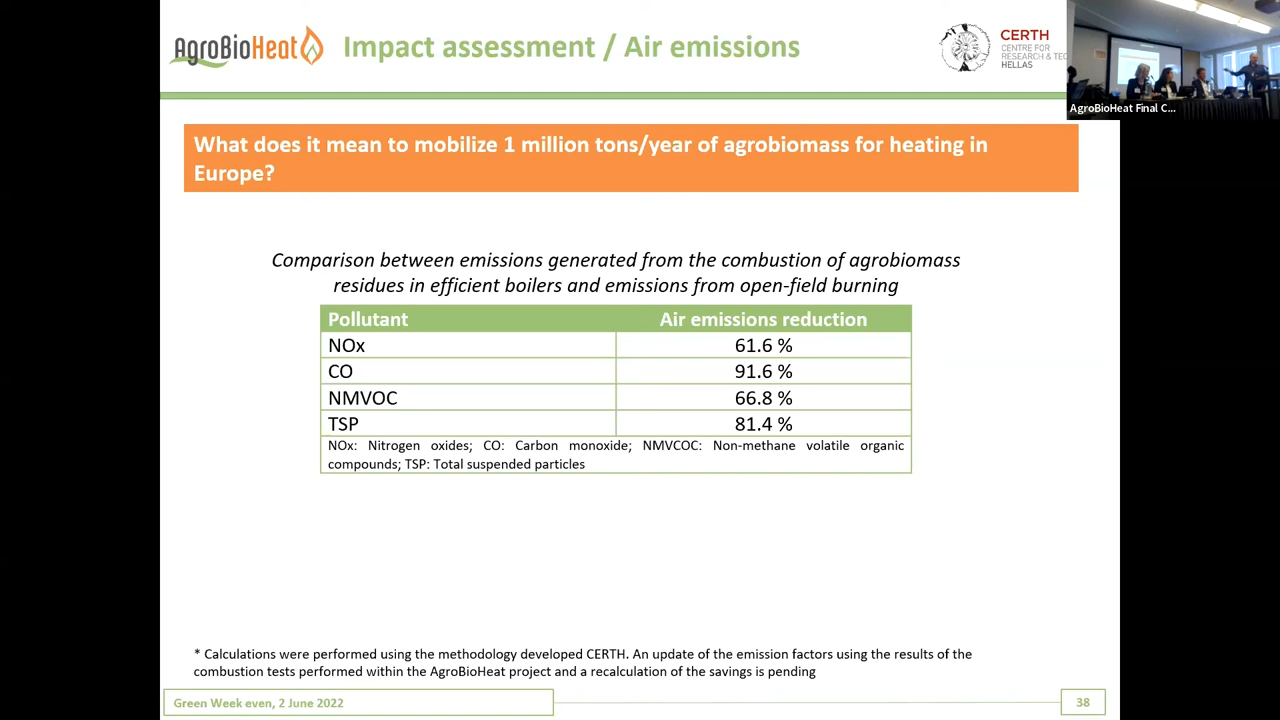 AgroBioHeat
Impact assessment / Air emissions
CERTH
CENTRE FOR
RESEARCH & TEC
HELLAS
AgroBioHeat Final C...
What does it mean to mobilize 1 million tons/year of agrobiomass for heating in
Europe?
Comparison between emissions generated from the combustion of agrobiomass
residues in efficient boilers and emissions from open-field burning
Pollutant Air emissions reduction
NOx 61.6 %
CO 91.6 %
NMVOC 66.8 %
TSP 81.4 %
NOx: Nitrogen oxides; CO: Carbon monoxide; NMVCOC: Non-methane volatile organic
compounds; TSP: Total suspended particles
* Calculations were performed using the methodology developed CERTH. An update of the emission factors using the results of the
combustion tests performed within the AgroBioHeat project and a recalculation of the savings is pending
Green Week even, 2 June 2022
38